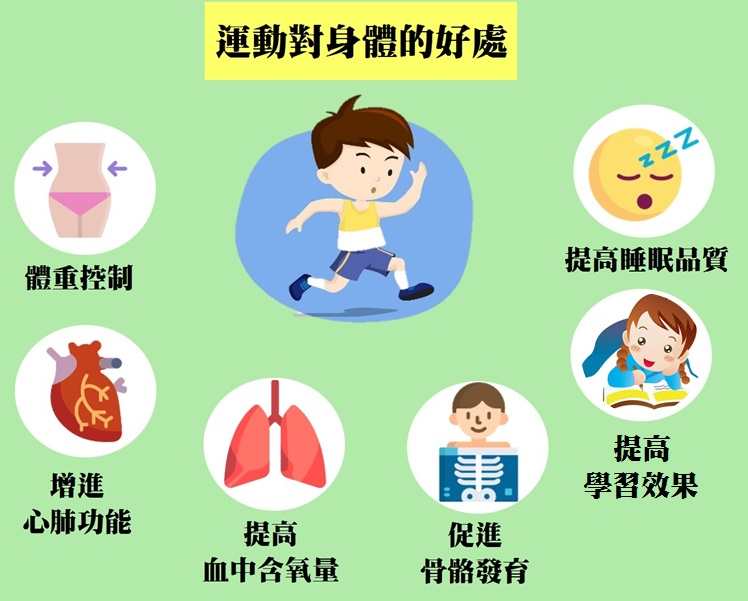 運動對身體的好處
體重控制
增進
心肺功能
提高
血中含氧量
促進
骨骼發育
提高睡眠品質
提高
學習效果
zZZZ